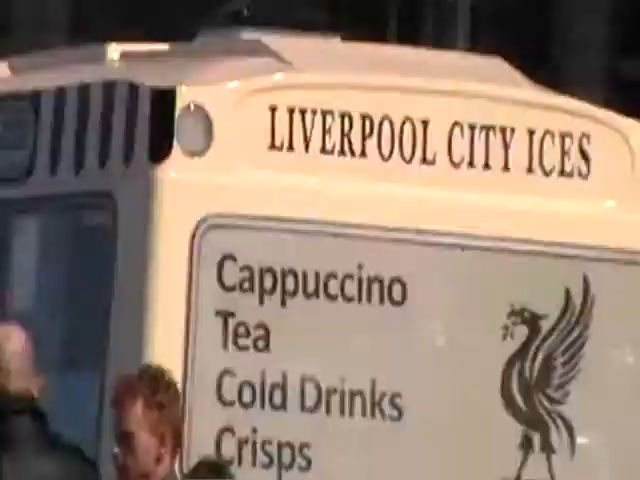 LIVERPOOL CITY ICES
Cappuccino
Tea
Cold Drinks
Crisps